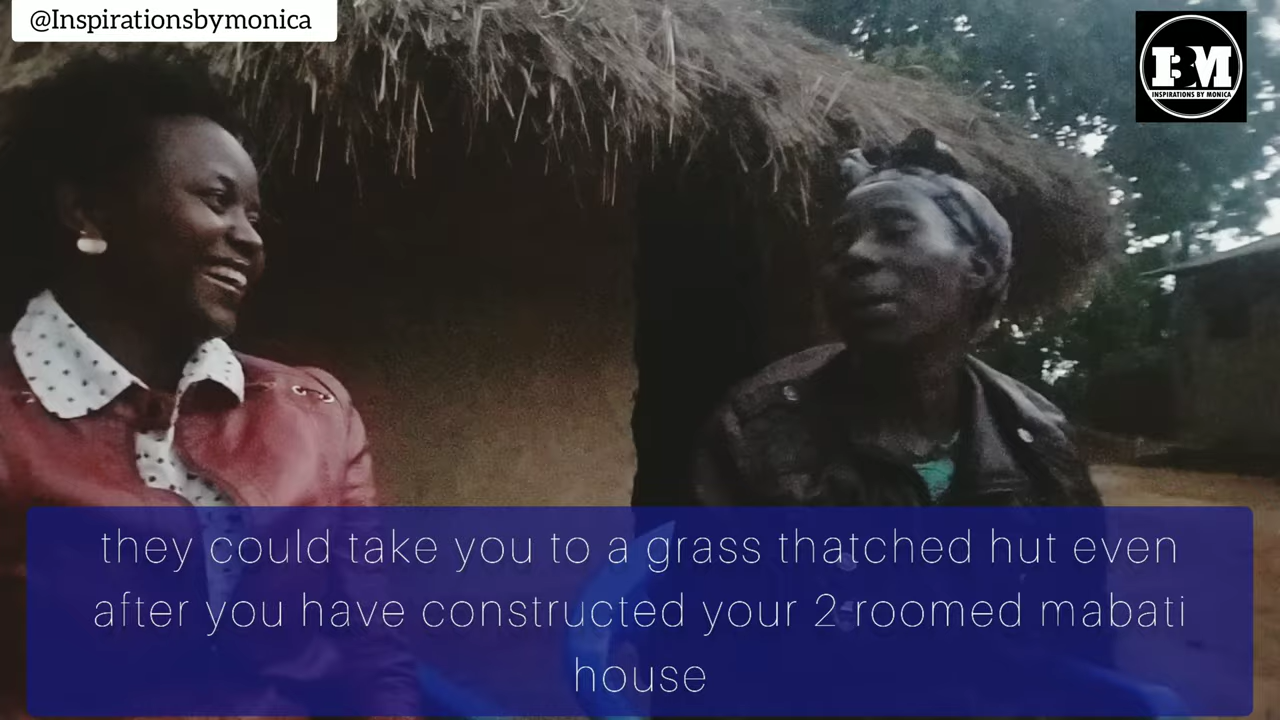 @Inspirationsbymonica
IBM
INSPIRATIONS BY MONICA
they could take you to a grass thatched hut even
after you have constructed your 2 roomed mabati
house